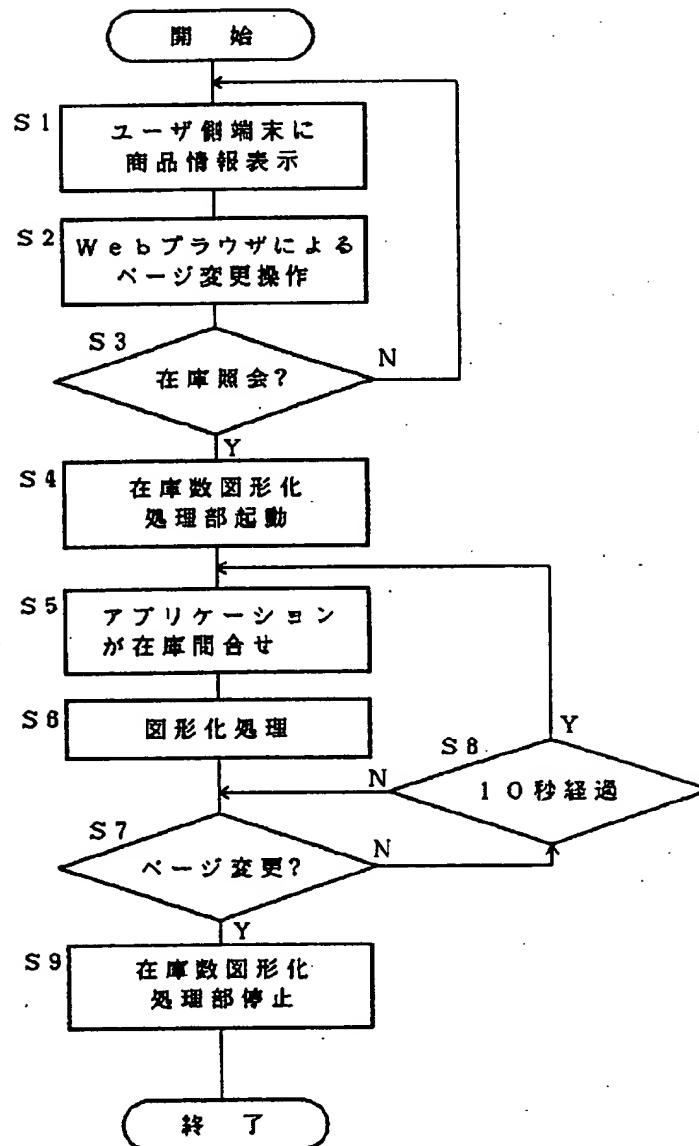 開 始
S1
ユーザ側端末に
商品情報表示
S2
Webブラウザによる
ページ変更操作
S3
在庫照会?
N
Y
S4
在庫数図形化
処理部起動
S5
アプリケーション
が在庫問合せ
S6
図形化処理
S8
Y
N
10秒経過
S7
ページ変更?
N
Y
S9
在庫数図形化
処理部停止
終 了